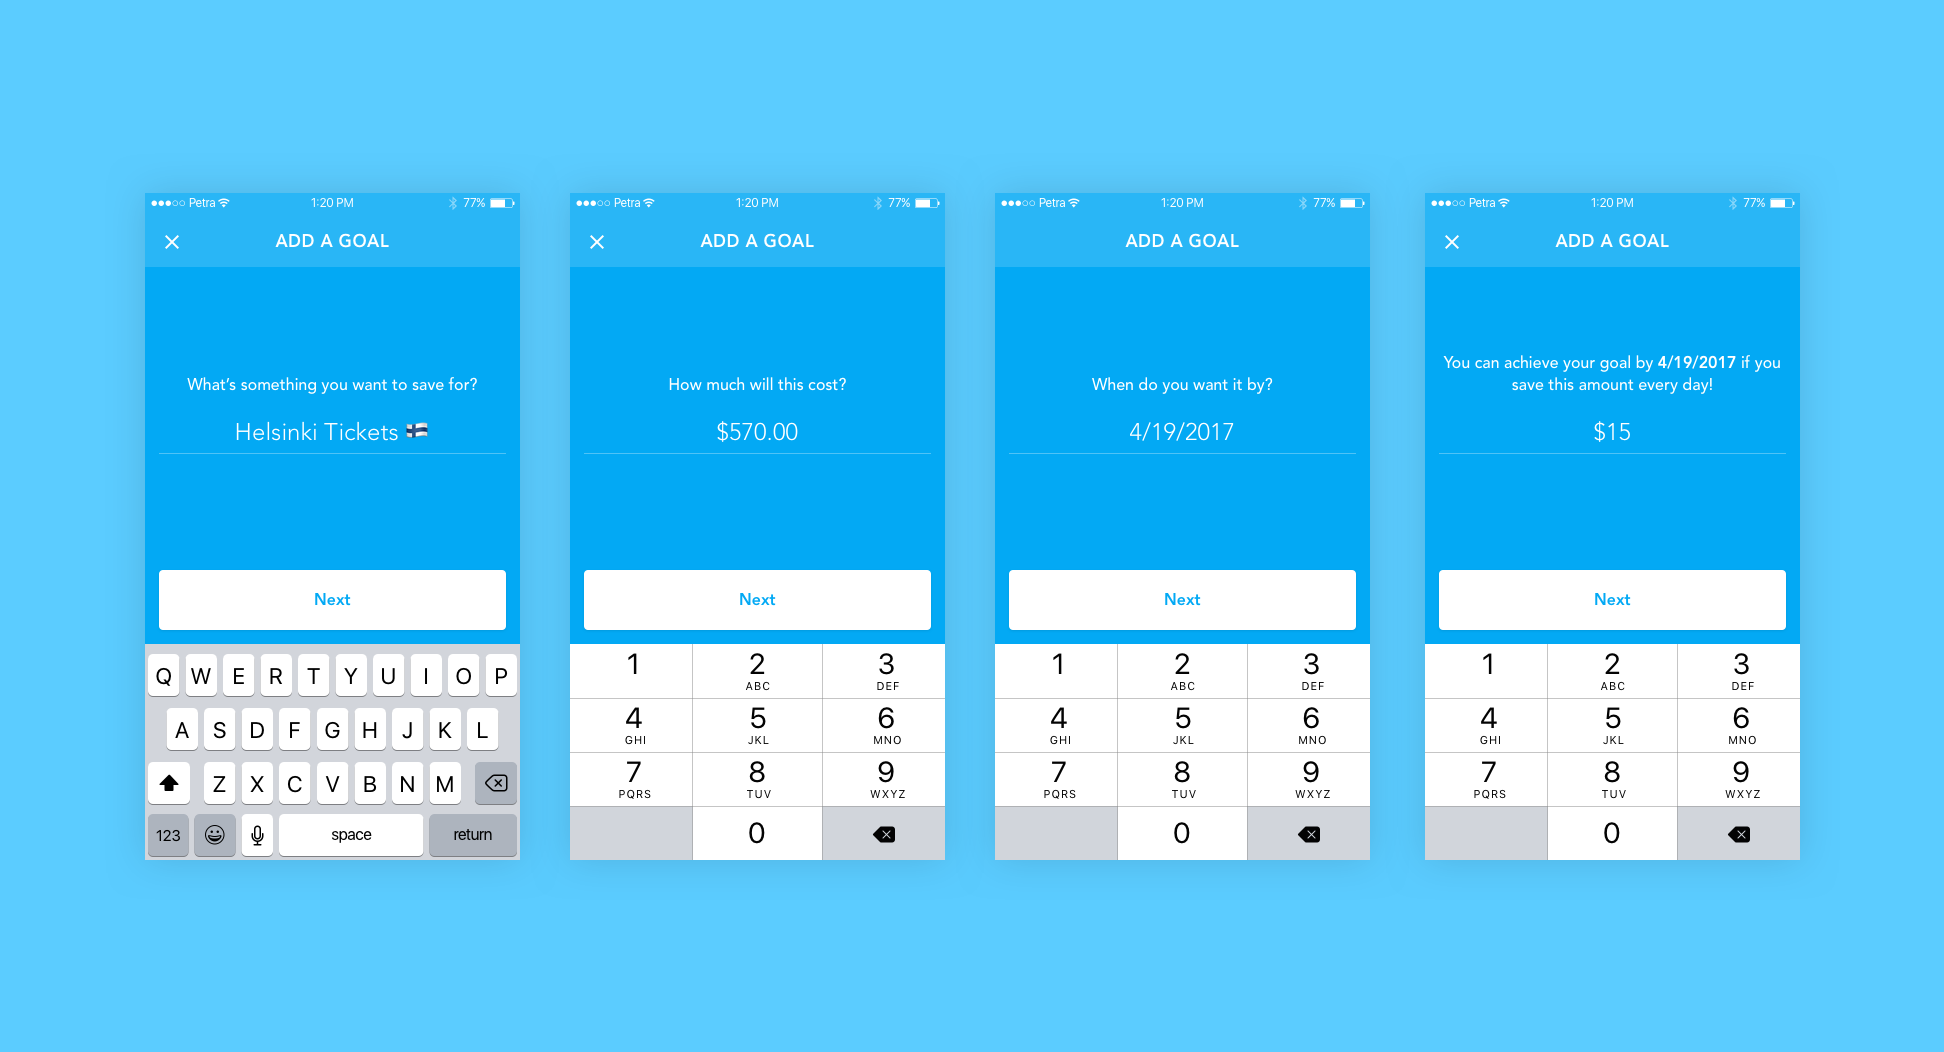 Petra 1:20 PM 77%
ADD A GOAL
What's something you want to save for?
Helsinki Tickets 🇫🇮
Next
Q W E R T Y U I O P
A S D F G H J K L
Z X C V B N M
123 space return
Petra 1:20 PM 77%
ADD A GOAL
How much will this cost?
$570.00
Next
1 2 3
ABC DEF
4 5 6
GHI JKL MNO
7 8 9
PQRS TUV WXYZ
0
Petra 1:20 PM 77%
ADD A GOAL
When do you want it by?
4/19/2017
Next
1 2 3
ABC DEF
4 5 6
GHI JKL MNO
7 8 9
PQRS TUV WXYZ
0
Petra 1:20 PM 77%
ADD A GOAL
You can achieve your goal by 4/19/2017 if you
save this amount every day!
$15
Next
1 2 3
ABC DEF
4 5 6
GHI JKL MNO
7 8 9
PQRS TUV WXYZ
0